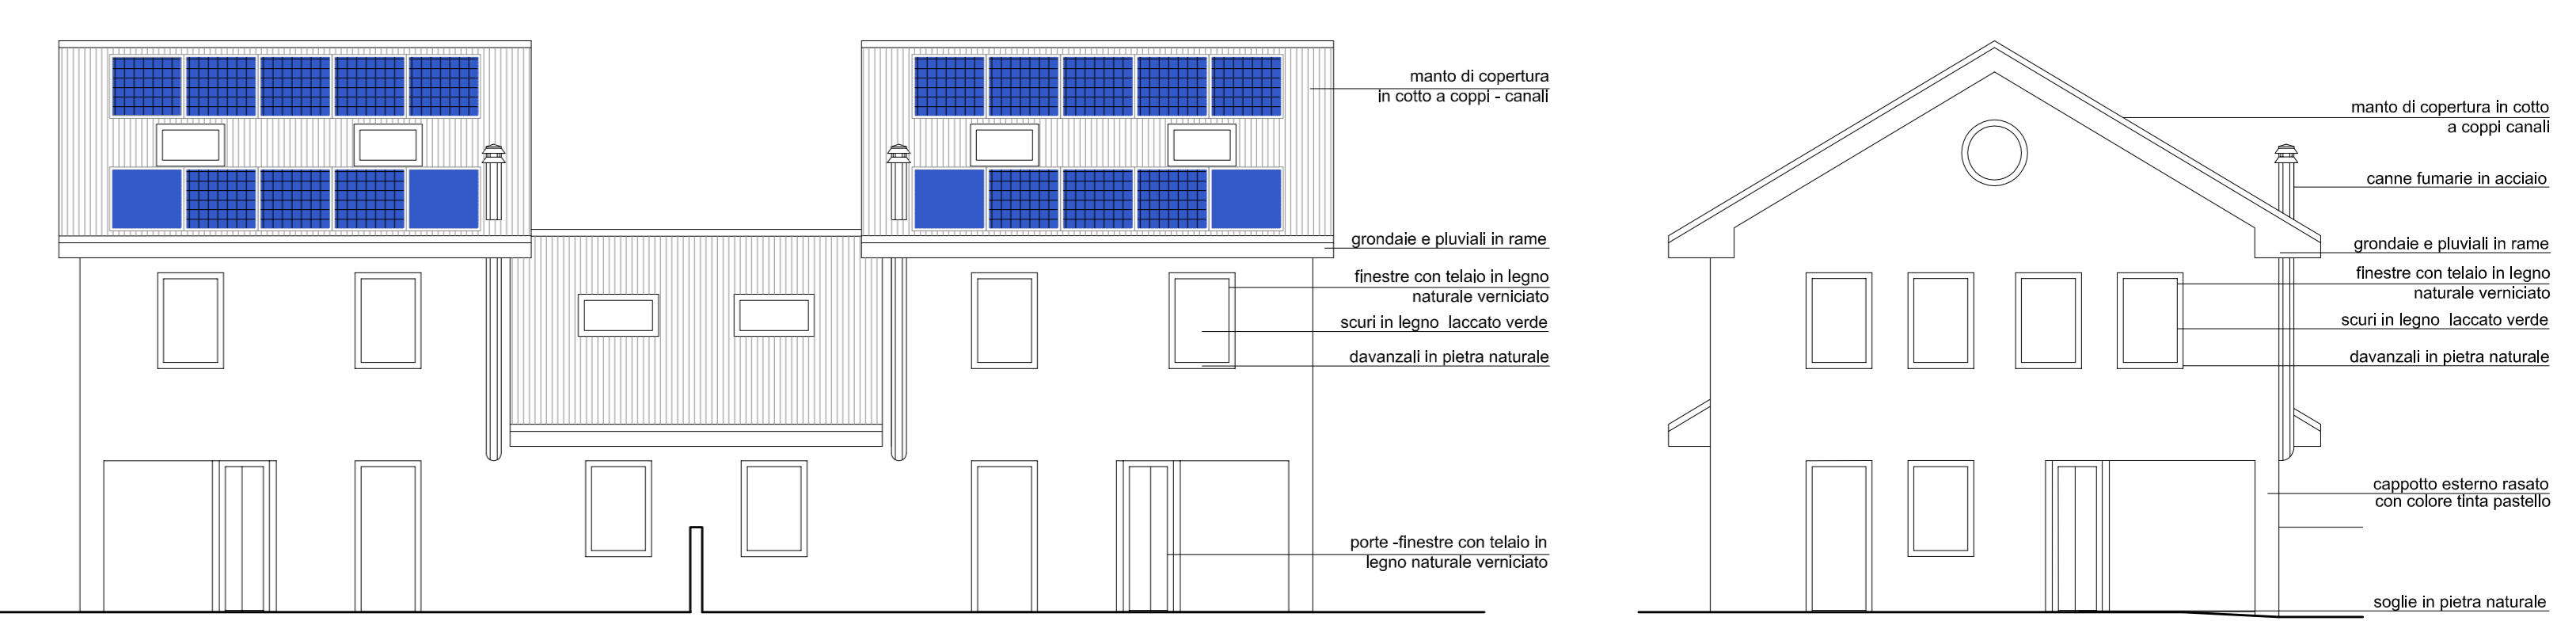 manto di copertura
in cotto a coppi - canali
grondaie e pluviali in rame
finestre con telaio in legno
naturale verniciato
scuri in legno laccato verde
davanzali in pietra naturale
porte -finestre con telaio in
legno naturale verniciato
manto di copertura in cotto
a coppi canali
canne fumarie in acciaio
grondaie e pluviali in rame
finestre con telaio in legno
naturale verniciato
scuri in legno laccato verde
davanzali in pietra naturale
cappotto esterno rasato
con colore tinta pastello
soglie in pietra naturale